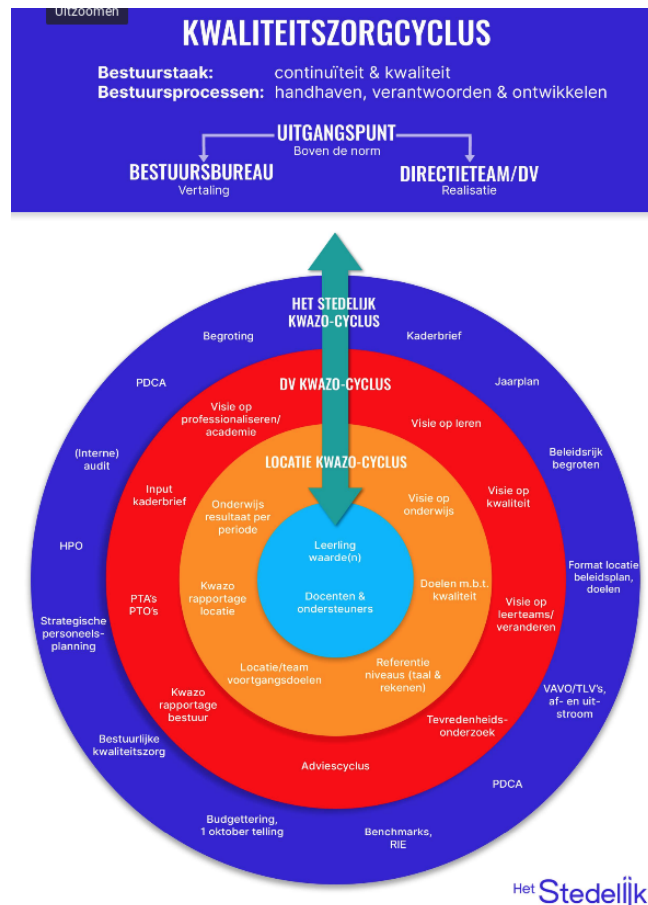 Uitzoomen
KWALITEITSZORGCYCLUS
Bestuurstaak: continuïteit & kwaliteit
Bestuursprocessen: handhaven, verantwoorden & ontwikkelen
UITGANGSPUNT
Boven de norm
BESTUURSBUREAU
Vertaling
DIRECTIETEAM/DV
Realisatie
HET STEDELIJK
KWAZO-CYCLUS
Kaderbrief
Jaarplan
Beleidsrijk
begroten
Format locatie
beleidsplan,
doelen
VAVO/TLV's,
af- en uit-
stroom
PDCA
Benchmarks,
RIE
Budgettering,
1 oktober telling
Bestuurlijke
kwaliteitszorg
Strategische
personeels-
planning
HPO
(Interne)
audit
PDCA
Begroting
DV KWAZO-CYCLUS
Visie op leren
Visie op
kwaliteit
Visie op
leerteams/
veranderen
Tevredenheids-
onderzoek
Adviescyclus
Kwazo
rapportage
bestuur
PTA's
PTO's
Input
kaderbrief
Visie op
professionaliseren/
academie
LOCATIE KWAZO-CYCLUS
Visie op
onderwijs
Doelen m.b.t.
kwaliteit
Referentie
niveaus (taal &
rekenen)
Locatie/team
voortgangsdoelen
Kwazo
rapportage
locatie
Onderwijs
resultaat per
periode
Leerling
waarde(n)
Docenten &
ondersteuners
Het Stedelijk